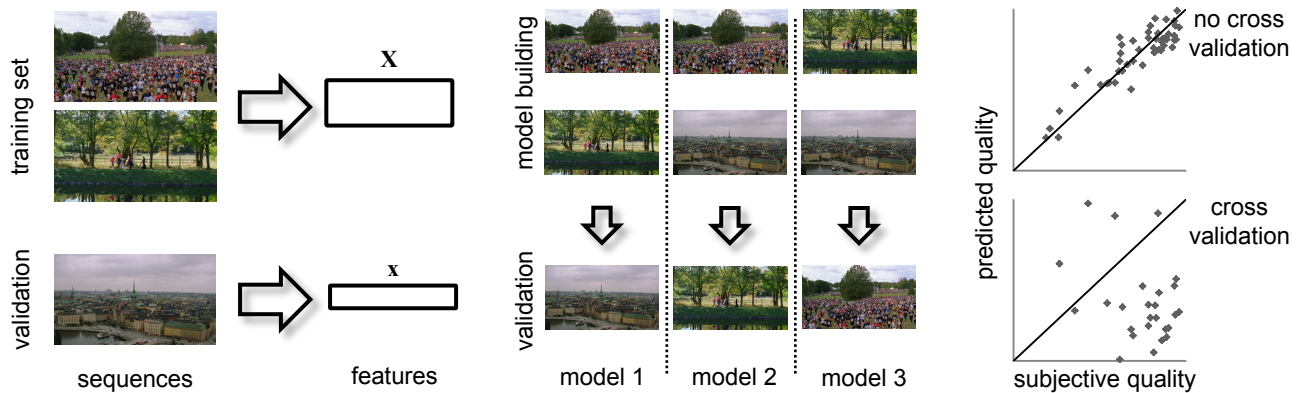 training set
validation
sequences
X
x
features
model building
validation
model 1
model 2
model 3
predicted quality
no cross
validation
cross
validation
subjective quality